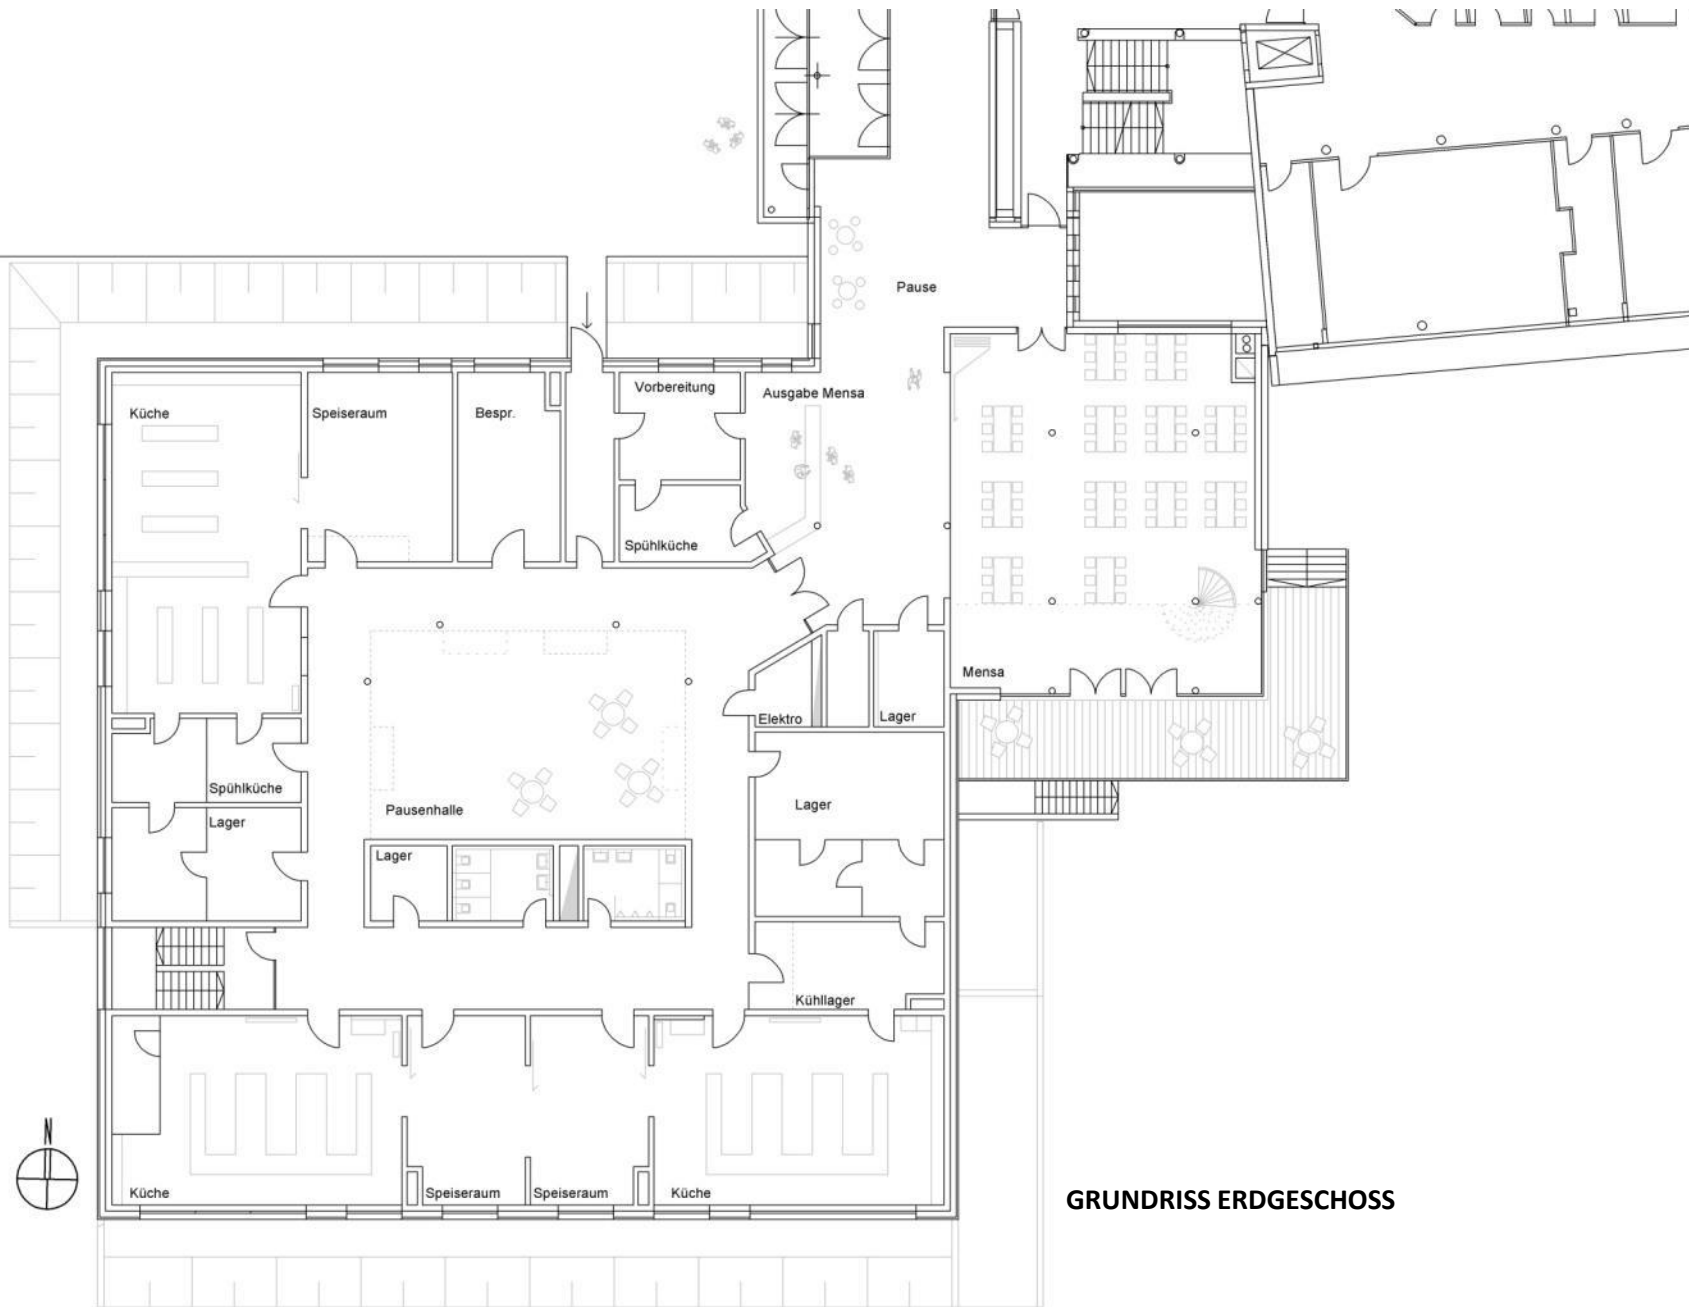 Pause
Vorbereitung
Ausgabe Mensa
Küche
Speiseraum
Bespr.
Spühlküche
Mensa
Elektro
Lager
Spühlküche
Lager
Pausenhalle
Lager
Lager
Kühllager
N
Küche
Speiseraum
Speiseraum
Küche
GRUNDRISS ERDGESCHOSS